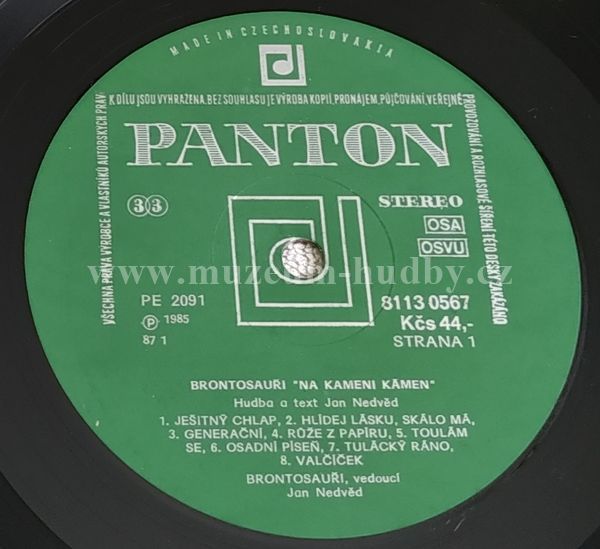 MADE IN CZECHOSLOVAKIA
VŠECHNA PRÁVA VÝROBCE A VLASTNÍKŮ AUTORSKÝCH PRÁV
K DÍLU JSOU VYHRAŽENA. BEZ SOUHLASU JE VÝROBA KOPIÍ, PRONÁJEM, PŮJČOVÁNÍ, VEŘEJNÉ
PROVOZOVÁNÍ A ROZHLASOVÉ ŠÍŘENÍ TÉTO DESKY ZAKÁZÁNO
PANTON
33
STEREO
OSA
OSVU
www.muzeum-hudby.cz
PE 2091
8113 0567
Ⓟ 1985
Kčs 44,-
87 1
STRANA 1
BRONTOSAUŘI "NA KAMENI KÁMEN"
Hudba a text Jan Nedvěd
1. JEŠITNÝ CHLAP, 2. HLÍDEJ LÁSKU, SKÁLO MÁ,
3. GENERAČNÍ, 4. RŮŽE Z PAPÍRU, 5. TOULÁM
SE, 6. OSADNÍ PÍSEŇ, 7. TULÁCKÝ RÁNO,
8. VALČÍČEK
BRONTOSAUŘI, vedoucí
Jan Nedvěd